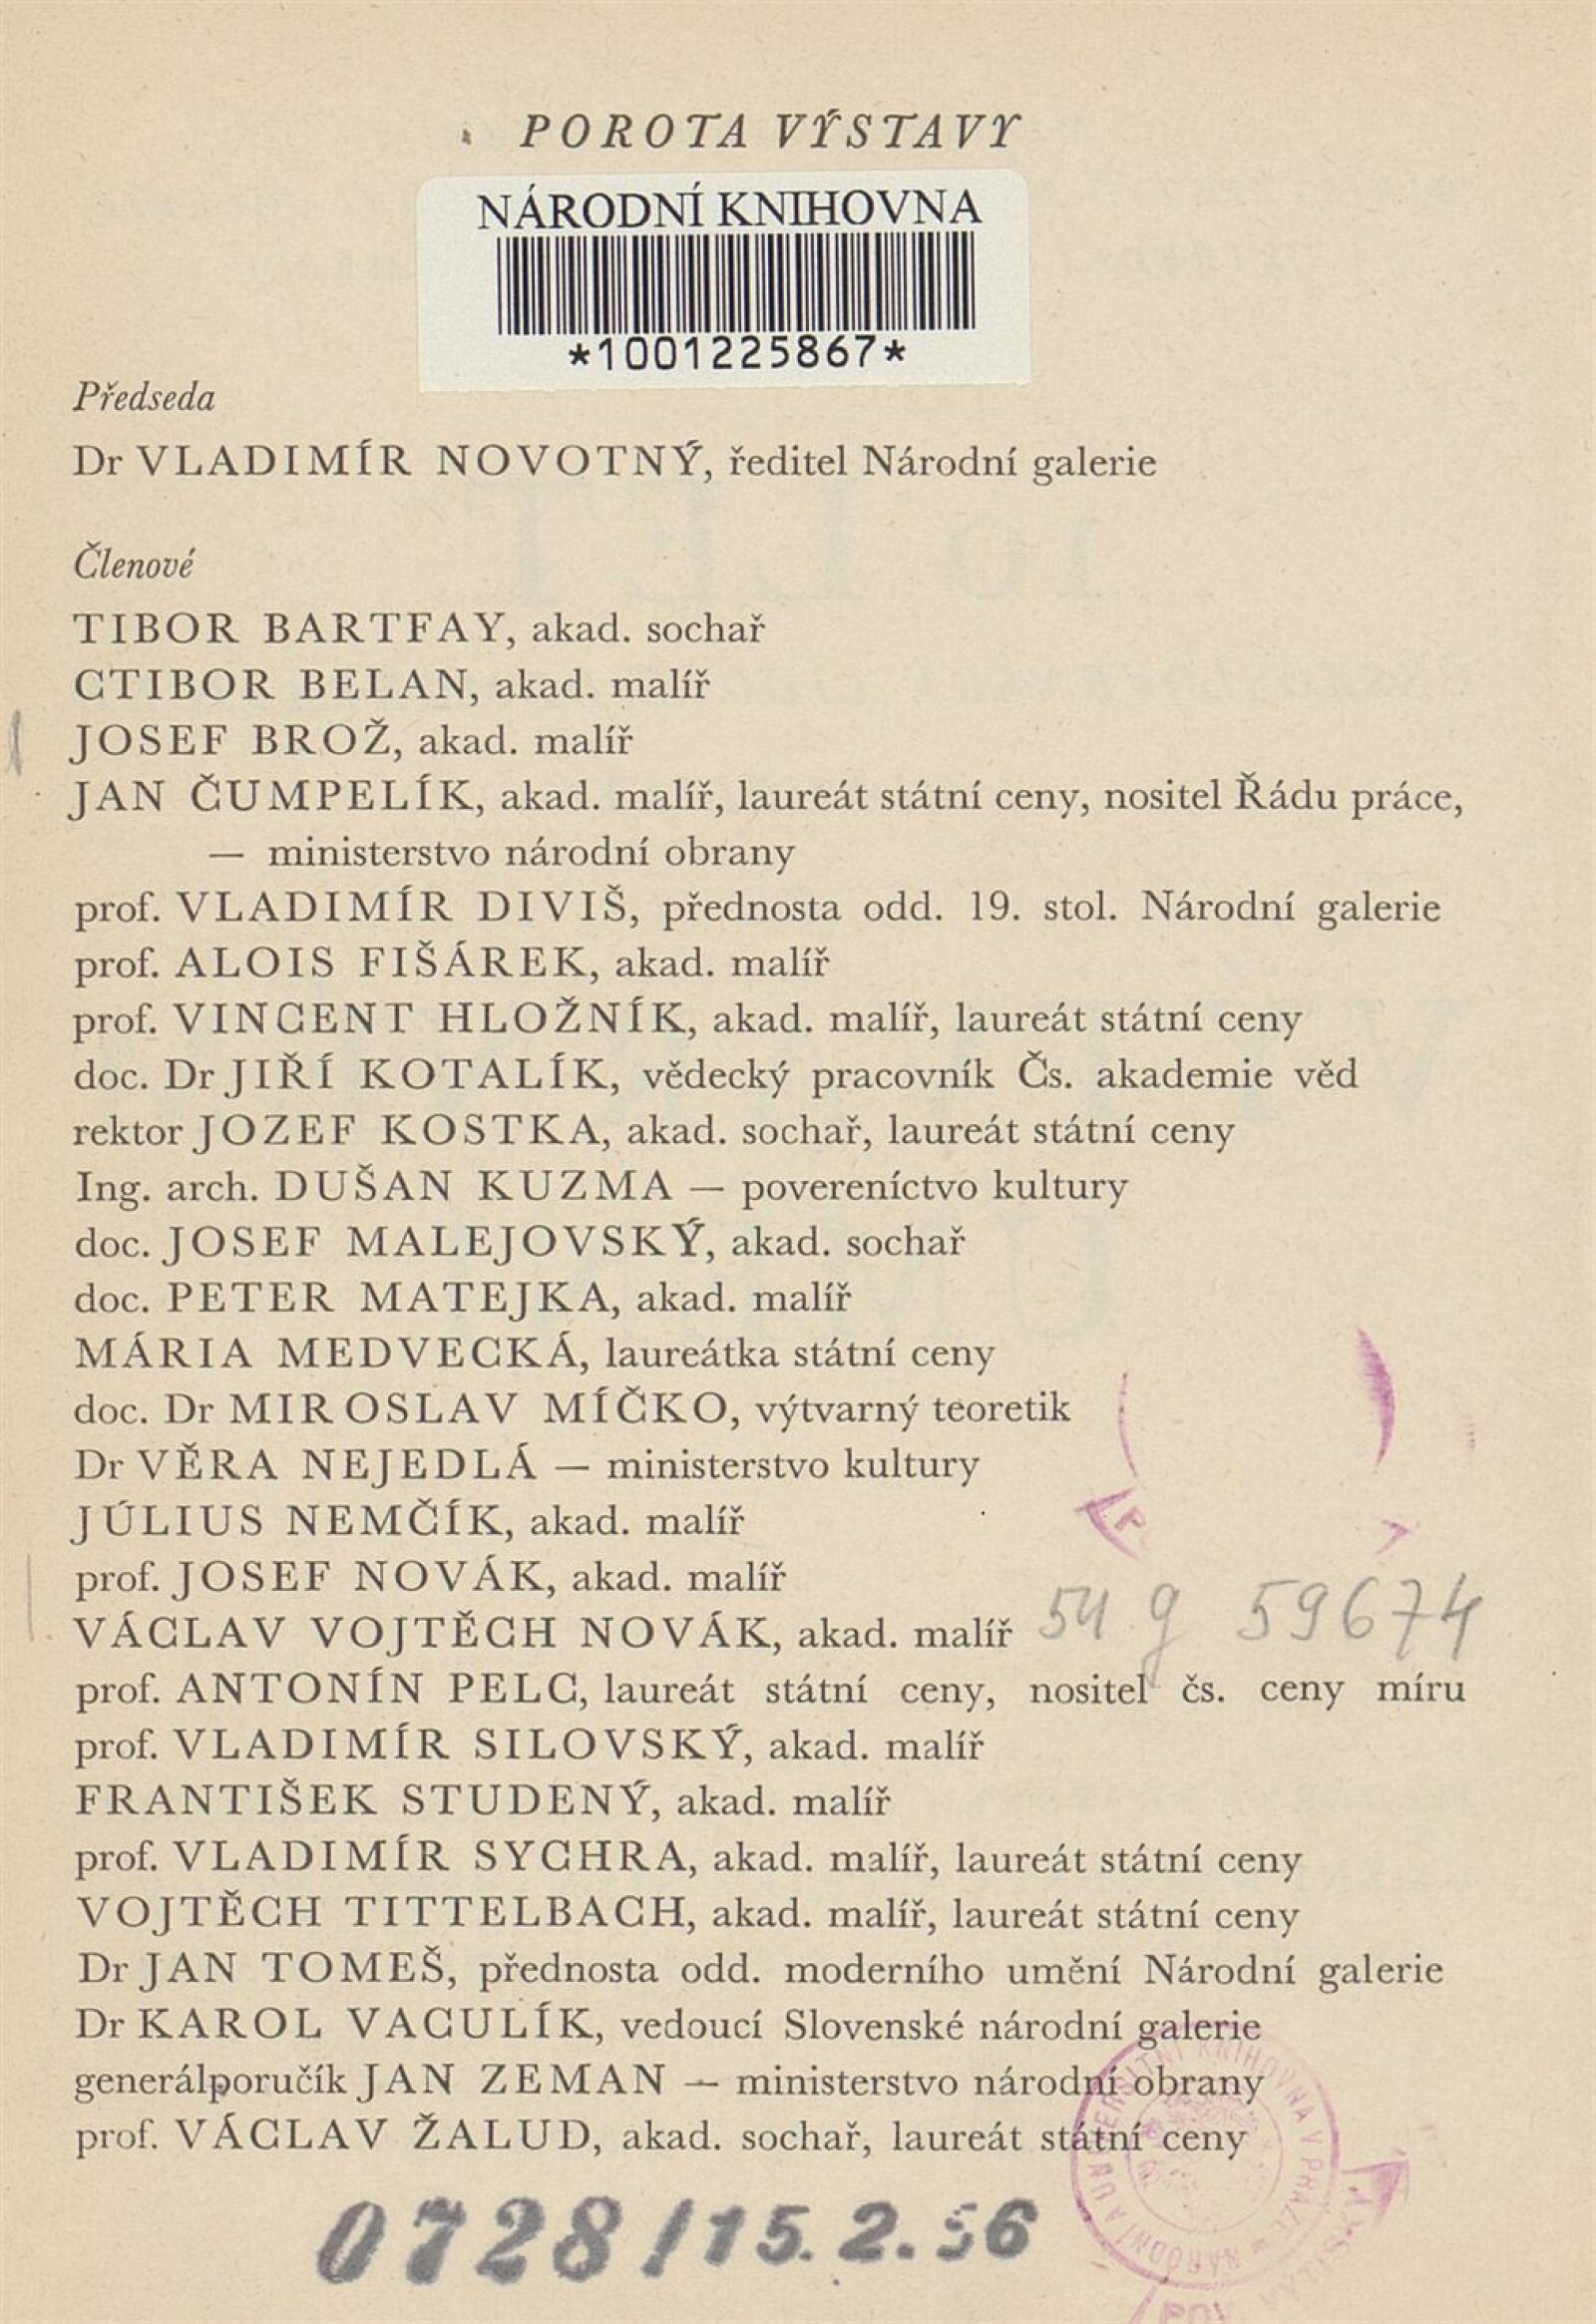 POROTA VÝSTAVY
NÁRODNÍ KNIHOVNA
*1001225867*
Předseda
Dr VLADIMÍR NOVOTNÝ, ředitel Národní galerie
Členové
TIBOR BARTFAY, akad. sochař
CTIBOR BELAN, akad. malíř
JOSEF BROŽ, akad. malíř
JAN ČUMPELÍK, akad. malíř, laureát státní ceny, nositel Řádu práce,
— ministerstvo národní obrany
prof. VLADIMÍR DIVIŠ, přednosta odd. 19. stol. Národní galerie
prof. ALOIS FIŠÁREK, akad. malíř
prof. VINCENT HLOŽNÍK, akad. malíř, laureát státní ceny
doc. Dr JIŘÍ KOTALÍK, vědecký pracovník Čs. akademie věd
rektor JOZEF KOSTKA, akad. sochař, laureát státní ceny
Ing. arch. DUŠAN KUZMA — povereníctvo kultury
doc. JOSEF MALEJOVSKÝ, akad. sochař
doc. PETER MATEJKA, akad. malíř
MÁRIA MEDVECKÁ, laureátka státní ceny
doc. Dr MIROSLAV MÍČKO, výtvarný teoretik
Dr VĚRA NEJEDLÁ — ministerstvo kultury
JÚLIUS NEMČÍK, akad. malíř
prof. JOSEF NOVÁK, akad. malíř
VÁCLAV VOJTĚCH NOVÁK, akad. malíř
54 g 59674
prof. ANTONÍN PELC, laureát státní ceny, nositel čs. ceny míru
prof. VLADIMÍR SILOVSKÝ, akad. malíř
FRANTIŠEK STUDENÝ, akad. malíř
prof. VLADIMÍR SYCHRA, akad. malíř, laureát státní ceny
VOJTĚCH TITTELBACH, akad. malíř, laureát státní ceny
Dr JAN TOMEŠ, přednosta odd. moderního umění Národní galerie
Dr KAROL VACULÍK, vedoucí Slovenské národní galerie
generálporučík JAN ZEMAN — ministerstvo národní obrany
prof. VÁCLAV ŽALUD, akad. sochař, laureát státní ceny
NÁRODNÍ A UNIVERSITNÍ KNIHOVNA V PRAZE
0728/15.2.56